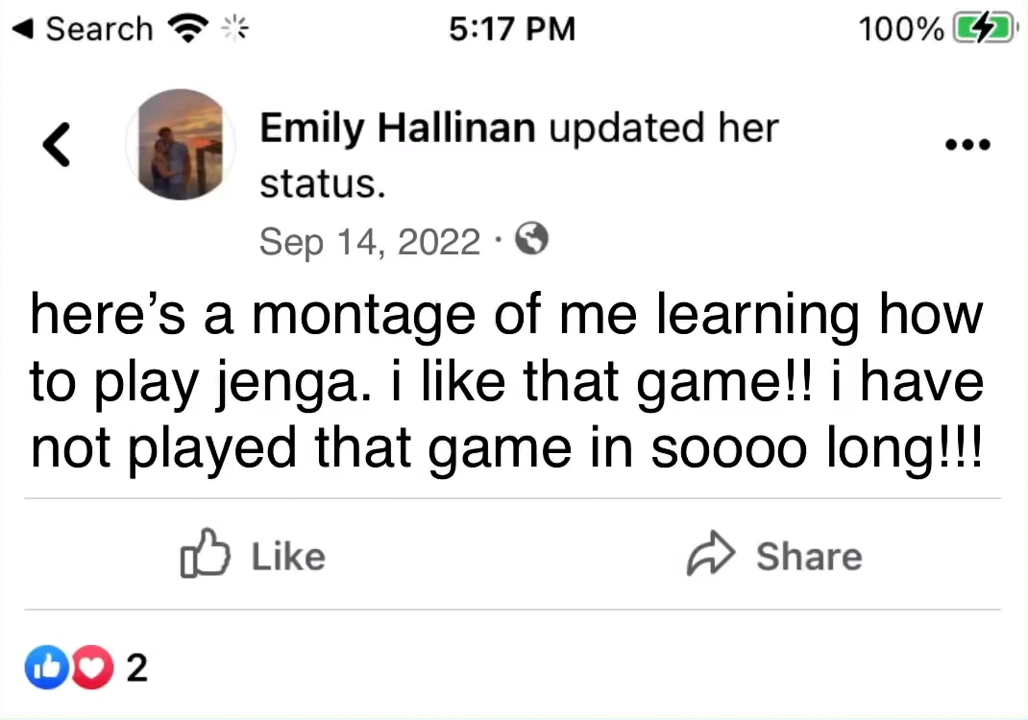 Search 5:17 PM 100%
Emily Hallinan updated her
status.
Sep 14, 2022 ·
here’s a montage of me learning how
to play jenga. i like that game!! i have
not played that game in soooo long!!!
Like Share
2